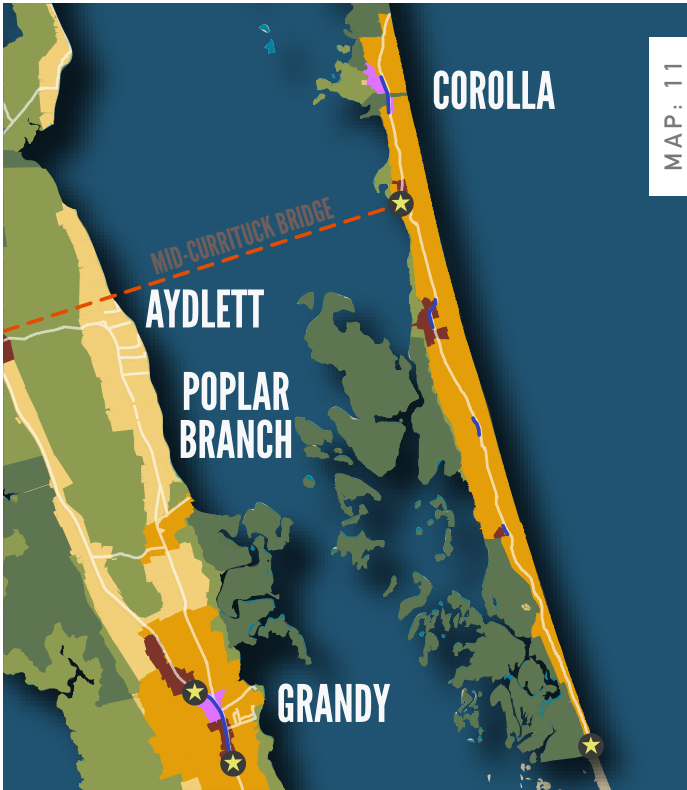 COROLLA
MAP: 11
MID-CURRITUCK BRIDGE
AYDLETT
POPLAR
BRANCH
GRANDY